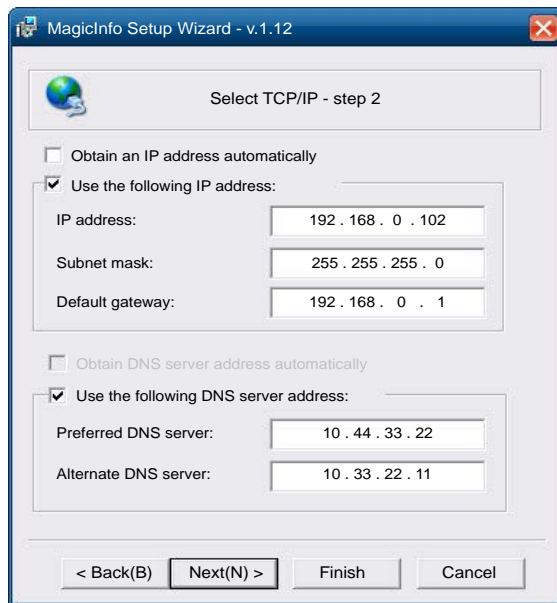 MagicInfo Setup Wizard - v.1.12
Select TCP/IP - step 2
Obtain an IP address automatically
Use the following IP address:
IP address: 192 . 168 . 0 . 102
Subnet mask: 255 . 255 . 255 . 0
Default gateway: 192 . 168 . 0 . 1
Obtain DNS server address automatically
Use the following DNS server address:
Preferred DNS server: 10 . 44 . 33 . 22
Alternate DNS server: 10 . 33 . 22 . 11
< Back(B) Next(N) > Finish Cancel